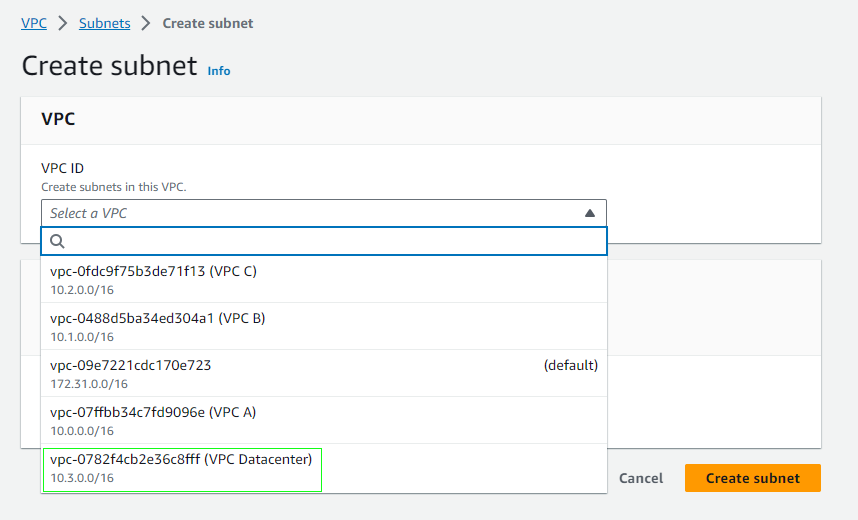 VPC > Subnets > Create subnet
Create subnet Info
VPC
VPC ID
Create subnets in this VPC.
Select a VPC
vpc-0fdc9f75b3de71f13 (VPC C)
10.2.0.0/16
vpc-0488d5ba34ed304a1 (VPC B)
10.1.0.0/16
vpc-09e7221cdc170e723 (default)
172.31.0.0/16
vpc-07ffbb34c7fd9096e (VPC A)
10.0.0.0/16
vpc-0782f4cb2e36c8fff (VPC Datacenter)
10.3.0.0/16
Cancel Create subnet